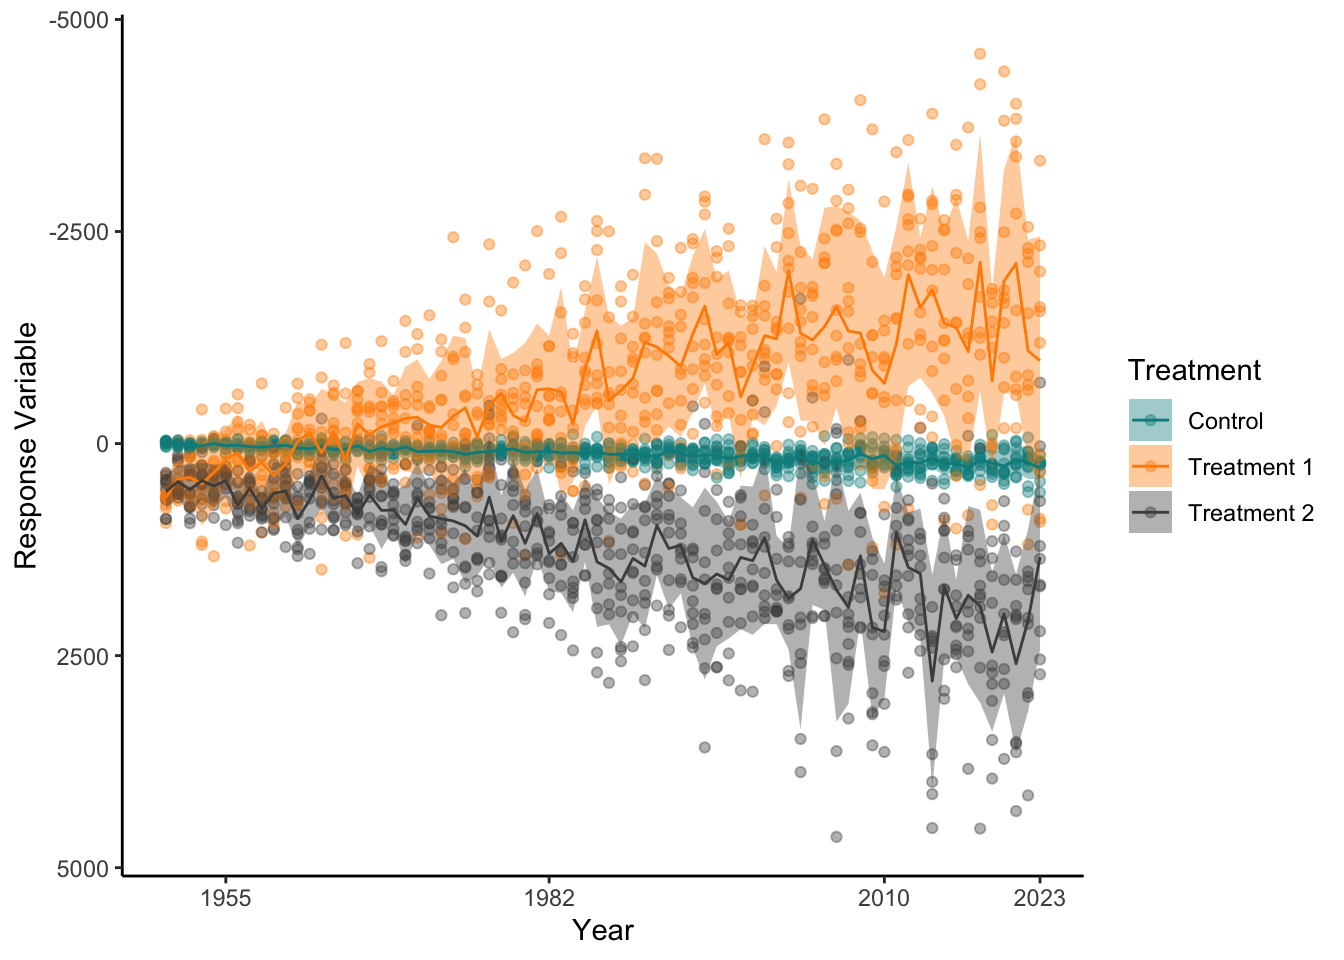 -5000
-2500
0
2500
5000
Response Variable
1955
1982
2010
2023
Year
Treatment
Control
Treatment 1
Treatment 2